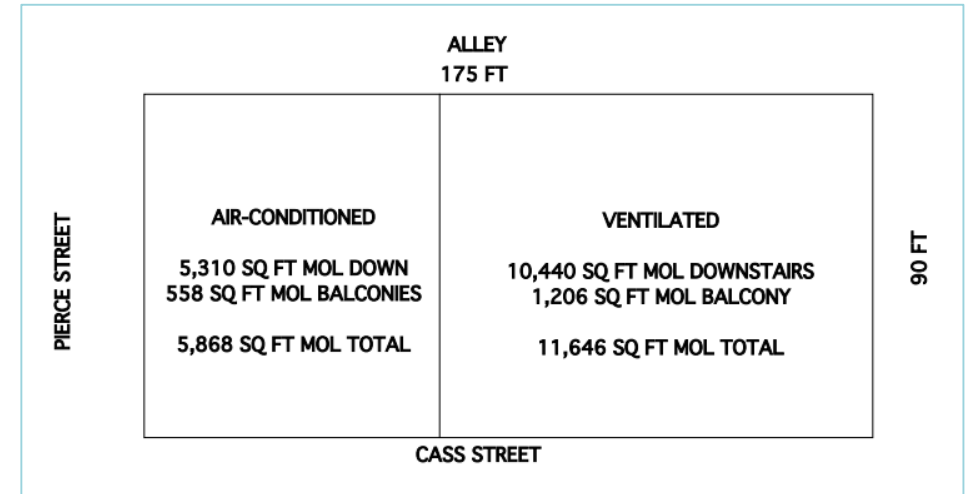 ALLEY
175 FT
PIERCE STREET
AIR-CONDITIONED
5,310 SQ FT MOL DOWN
558 SQ FT MOL BALCONIES
5,868 SQ FT MOL TOTAL
VENTILATED
10,440 SQ FT MOL DOWNSTAIRS
1,206 SQ FT MOL BALCONY
11,646 SQ FT MOL TOTAL
90 FT
CASS STREET